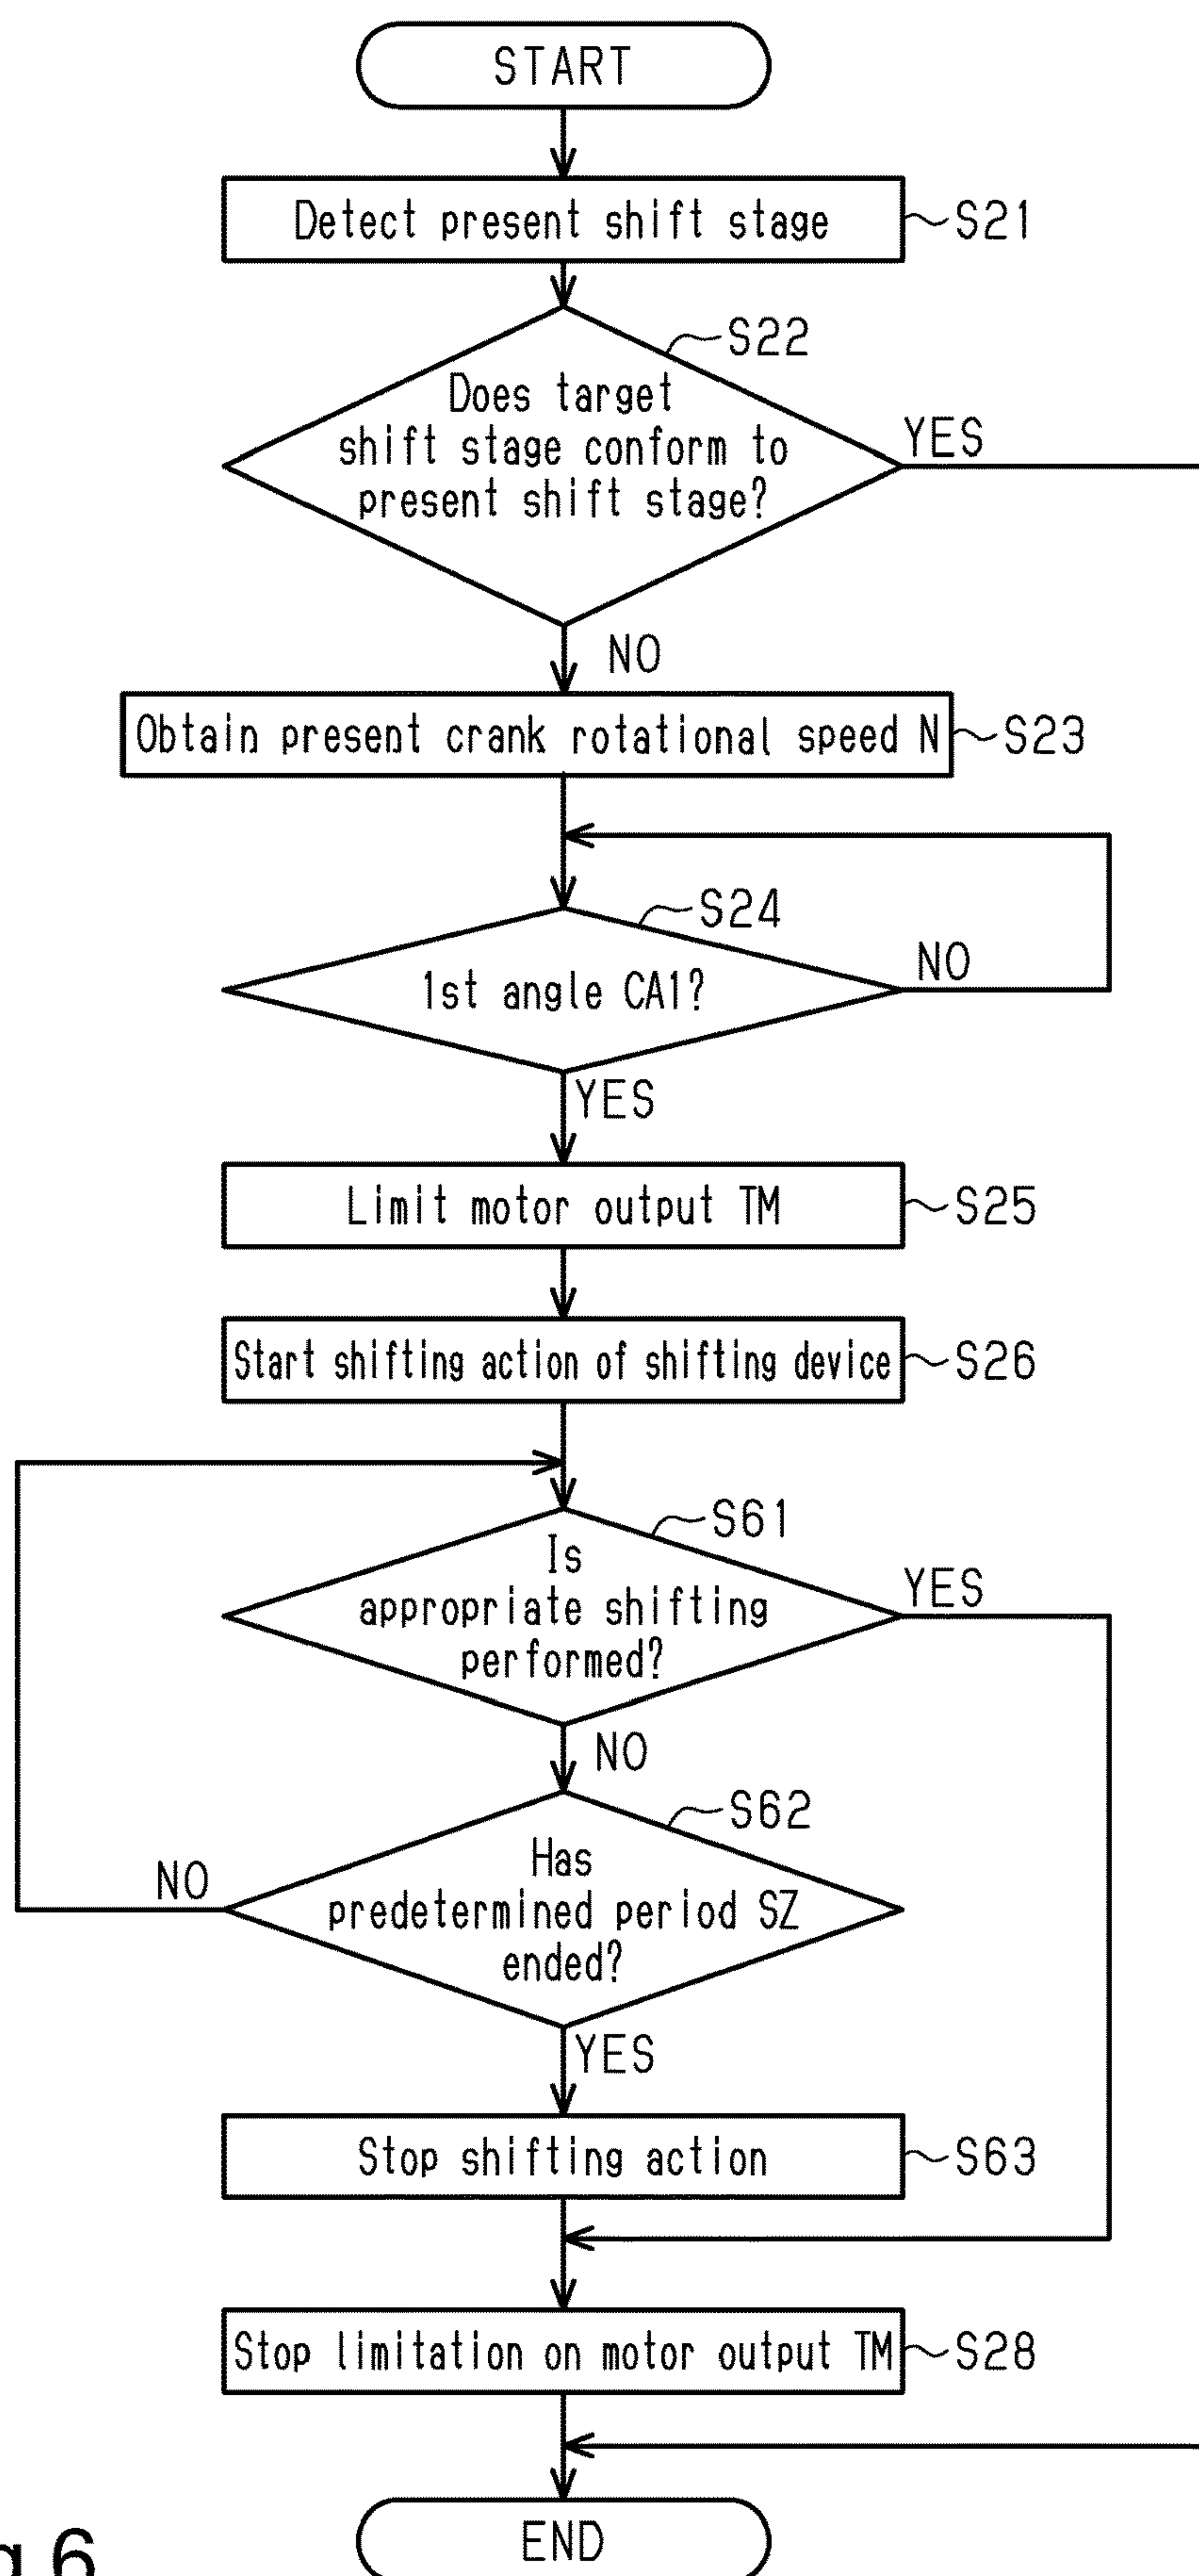 START
Detect present shift stage
S21
S22
Does target
shift stage conform to
present shift stage?
YES
NO
Obtain present crank rotational speed N
S23
S24
1st angle CA1?
NO
YES
Limit motor output TM
S25
Start shifting action of shifting device
S26
S61
Is
appropriate shifting
performed?
YES
NO
S62
Has
predetermined period SZ
ended?
NO
YES
Stop shifting action
S63
Stop limitation on motor output TM
S28
END
6